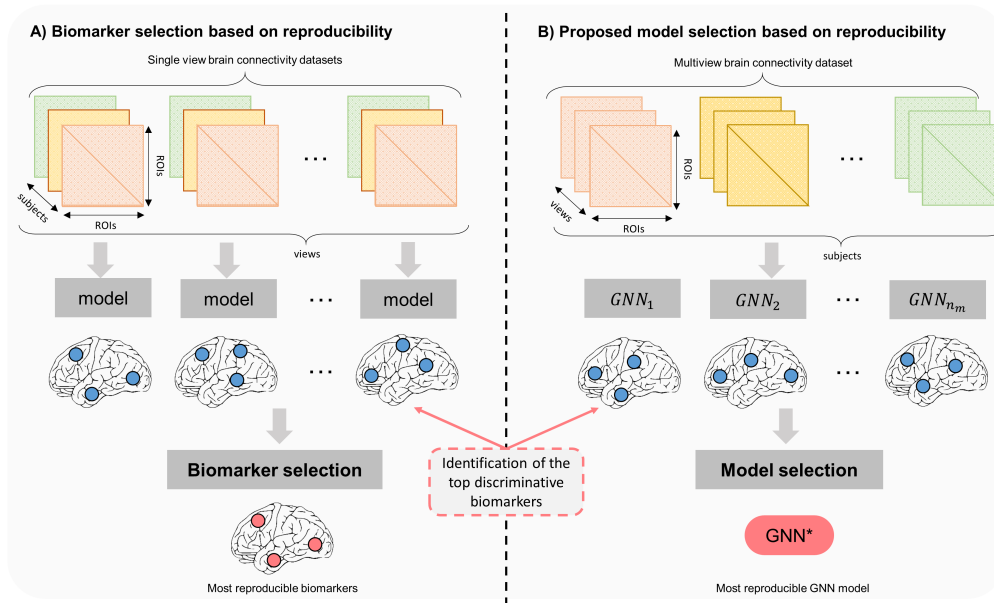 A) Biomarker selection based on reproducibility
Single view brain connectivity datasets
ROIs
...
subjects
ROIs
views
model
model
...
model
...
Biomarker selection
Most reproducible biomarkers
Identification of the
top discriminative
biomarkers
B) Proposed model selection based on reproducibility
Multiview brain connectivity dataset
ROIs
...
views
ROIs
subjects
GNN₁
GNN₂
...
GNNₙₘ
...
Model selection
GNN*
Most reproducible GNN model